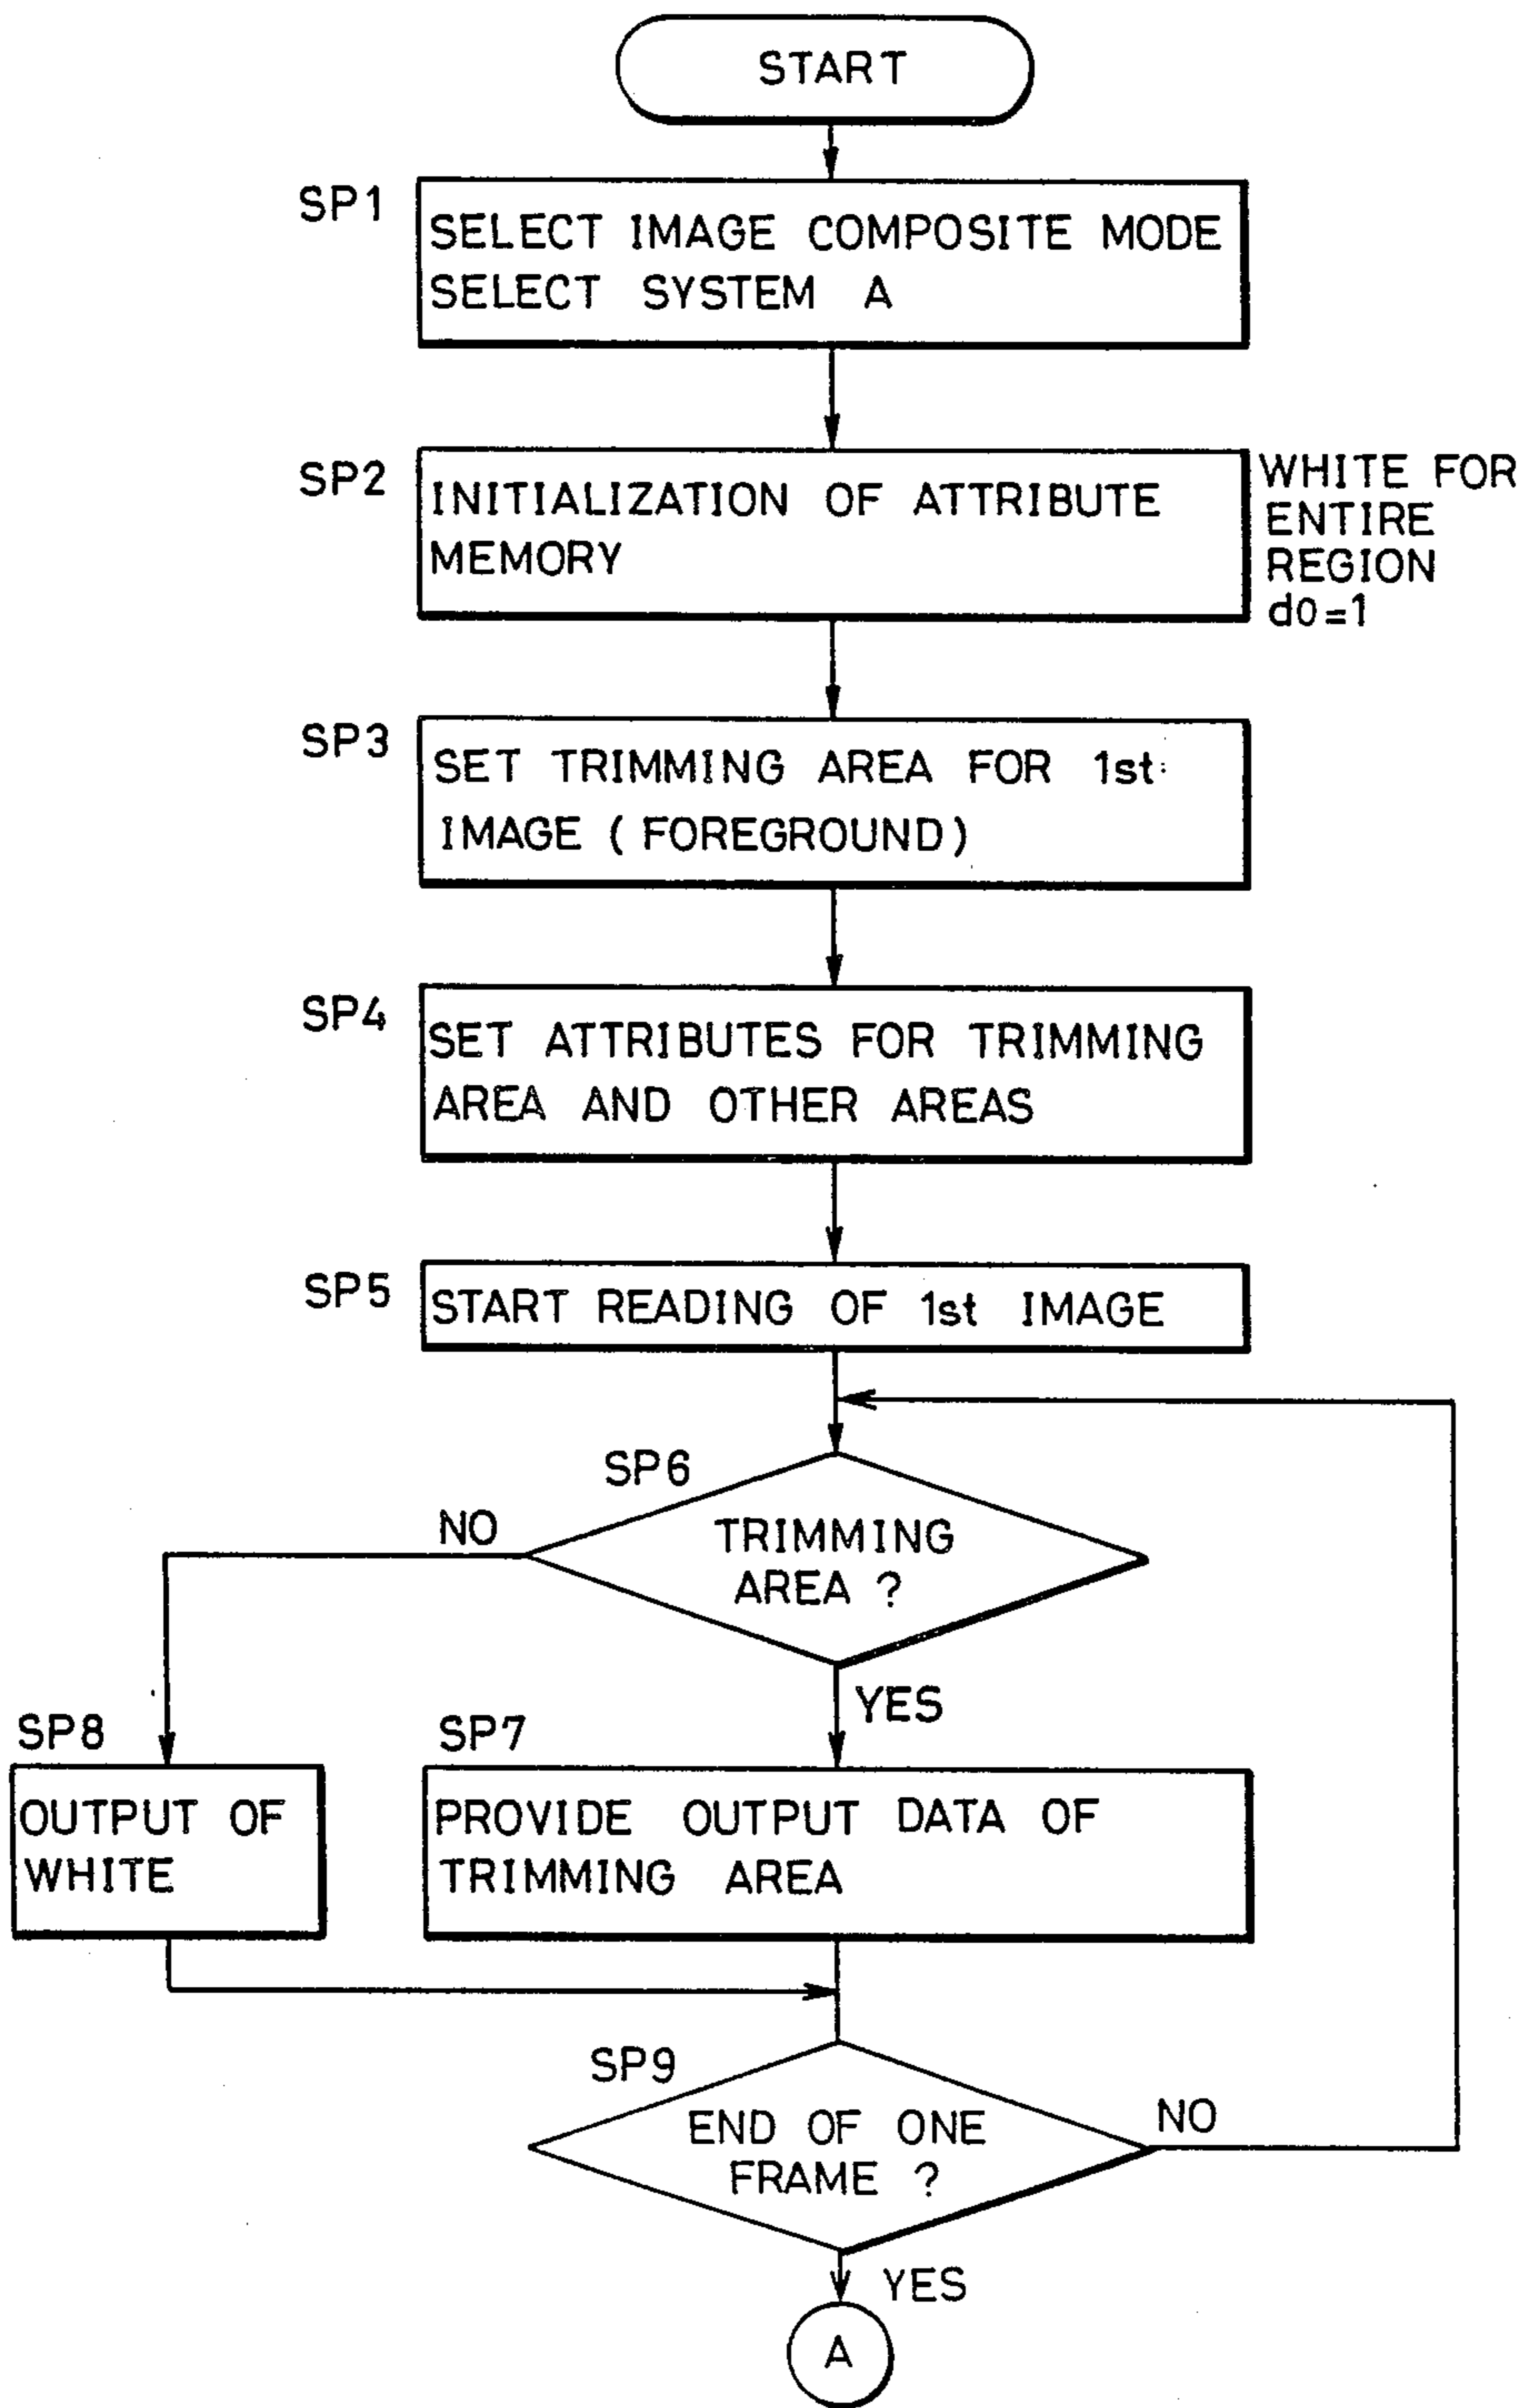 START
SP1
SELECT IMAGE COMPOSITE MODE
SELECT SYSTEM A
SP2
INITIALIZATION OF ATTRIBUTE
MEMORY
WHITE FOR
ENTIRE
REGION
d0=1
SP3
SET TRIMMING AREA FOR 1st
IMAGE (FOREGROUND)
SP4
SET ATTRIBUTES FOR TRIMMING
AREA AND OTHER AREAS
SP5
START READING OF 1st IMAGE
SP6
NO
TRIMMING
AREA ?
YES
SP8
OUTPUT OF
WHITE
SP7
PROVIDE OUTPUT DATA OF
TRIMMING AREA
SP9
END OF ONE
FRAME ?
NO
YES
A